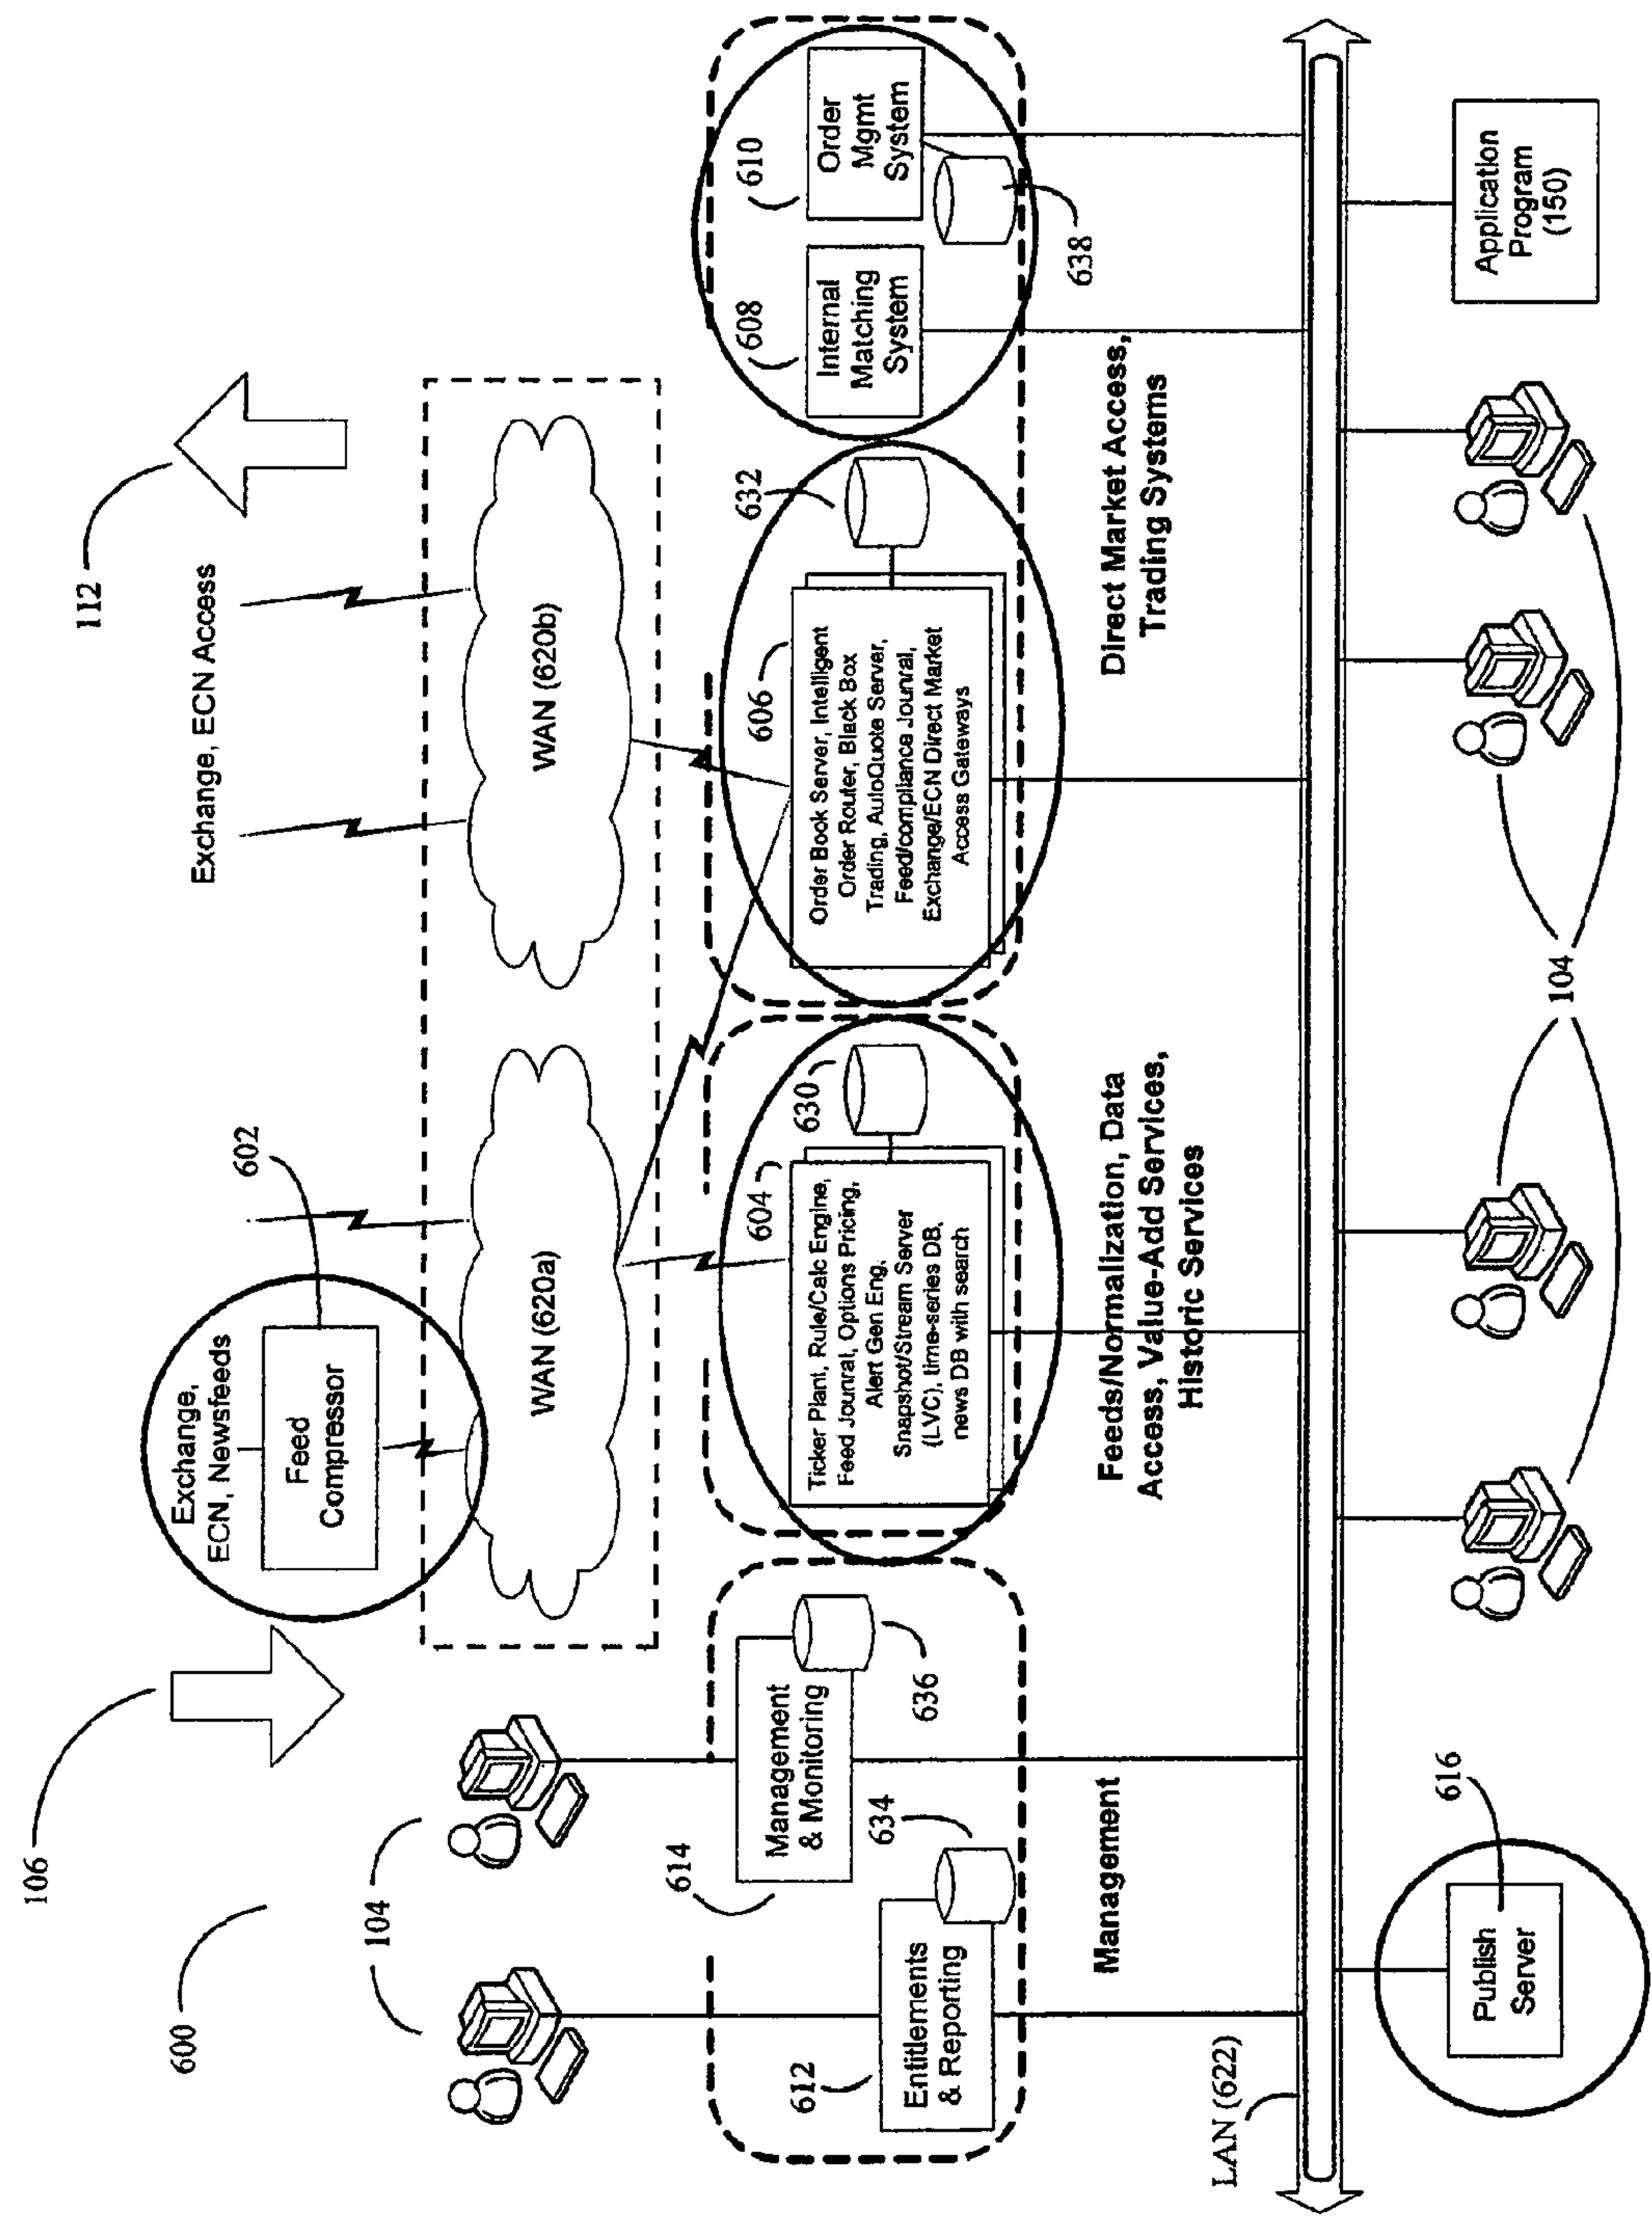 600
106
112
104
Exchange,
ECN, Newsfeeds
Feed
Compressor
602
Exchange, ECN Access
WAN (620a)
WAN (620b)
612
Entitlements
& Reporting
634
614
Management
& Monitoring
636
Management
604
Ticker Plant, Rule/Calc Engine,
Feed Jounral, Options Pricing,
Alert Gen Eng,
Snapshot/Stream Server
(LVC), time-series DB,
news DB with search
630
Feeds/Normalization, Data
Access, Value-Add Services,
Historic Services
606
Order Book Server, Intelligent
Order Router, Black Box
Trading, AutoQuote Server,
Feed/compliance Jounral,
Exchange/ECN Direct Market
Access Gateways
632
608
Internal
Matching
System
610
Order
Mgmt
System
638
Direct Market Access,
Trading Systems
LAN (622)
Publish
Server
616
104
Application
Program
(150)